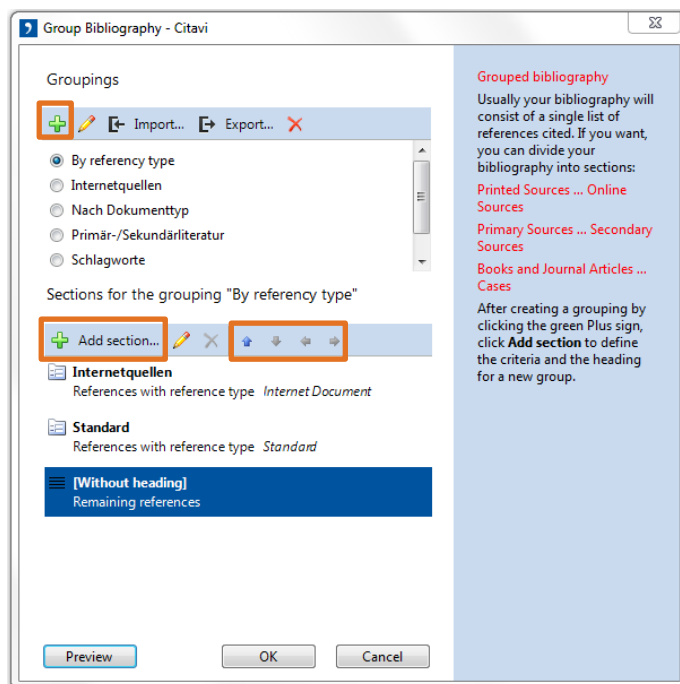 Group Bibliography - Citavi
Groupings
Import... Export...
By referency type
Internetquellen
Nach Dokumenttyp
Primär-/Sekundärliteratur
Schlagworte
Sections for the grouping "By referency type"
Add section...
Internetquellen
References with reference type Internet Document
Standard
References with reference type Standard
[Without heading]
Remaining references
Preview OK Cancel
Grouped bibliography
Usually your bibliography will
consist of a single list of
references cited. If you want,
you can divide your
bibliography into sections:
Printed Sources ... Online
Sources
Primary Sources ... Secondary
Sources
Books and Journal Articles ...
Cases
After creating a grouping by
clicking the green Plus sign,
click Add section to define
the criteria and the heading
for a new group.